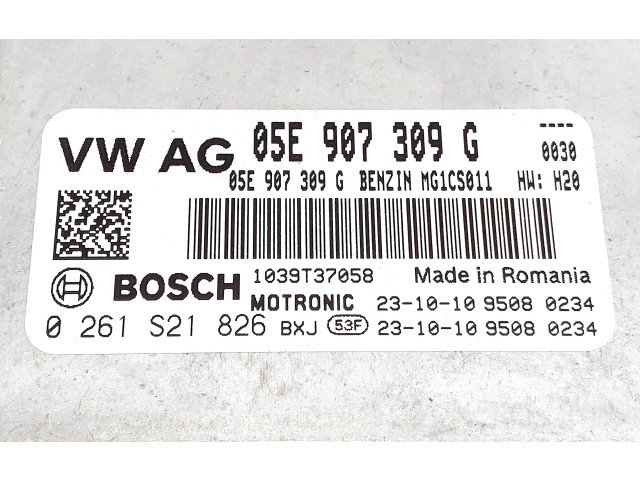 VW AG 05E 907 309 G ----
0030
05E 907 309 G BENZIN MG1CS011 HW: H20
BOSCH 1039T37058 Made in Romania
MOTRONIC 23-10-10 9508 0234
0 261 S21 826 BXJ 53F 23-10-10 9508 0234